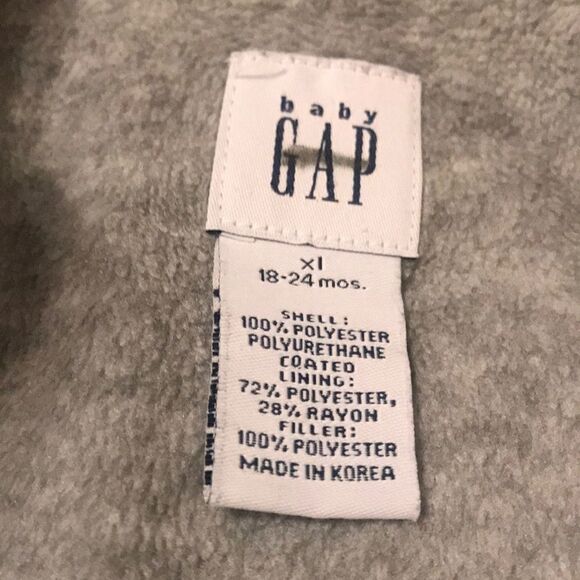 baby
GAP
xl
18-24 mos.
SHELL:
100% POLYESTER
POLYURETHANE
COATED
LINING:
72% POLYESTER,
28% RAYON
FILLER:
100% POLYESTER
MADE IN KOREA